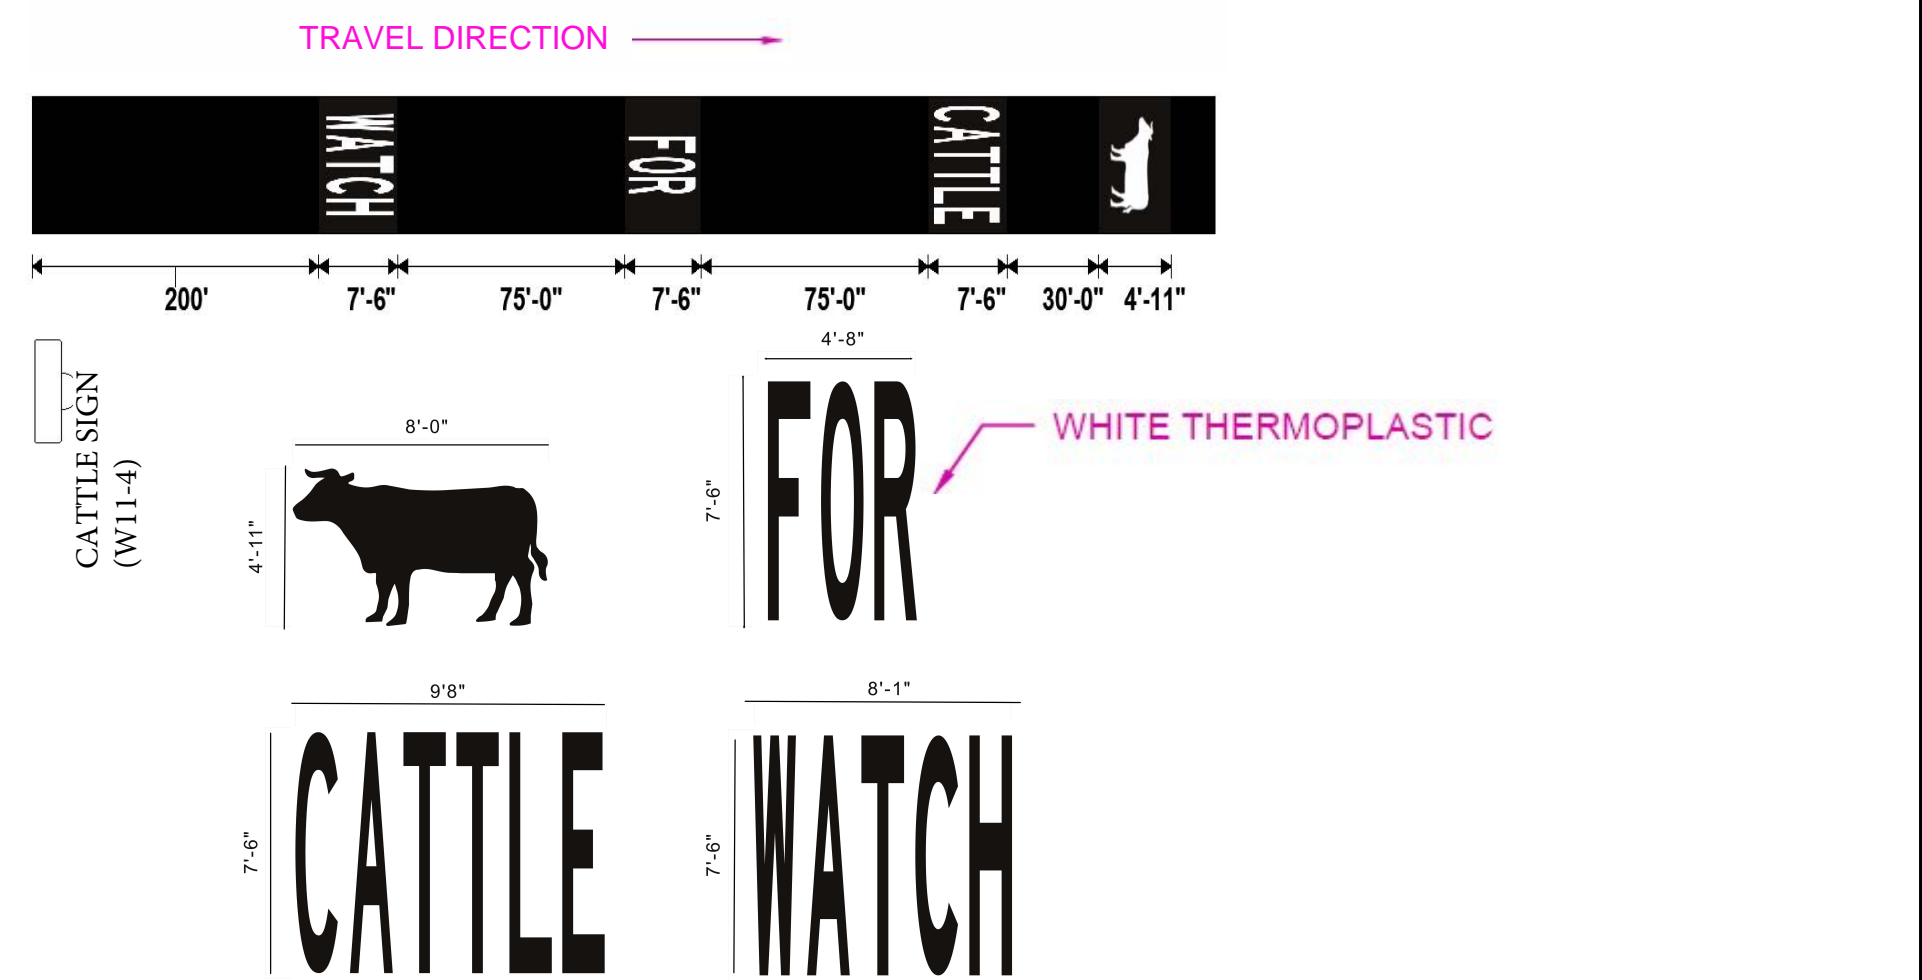 TRAVEL DIRECTION
WATCH
FOR
CATTLE
200'
7'-6"
75'-0"
7'-6"
75'-0"
7'-6"
30'-0"
4'-11"
CATTLE SIGN
(W11-4)
8'-0"
4'-11"
4'-8"
7'-6"
FOR
WHITE THERMOPLASTIC
9'8"
7'-6"
CATTLE
8'-1"
7'-6"
WATCH